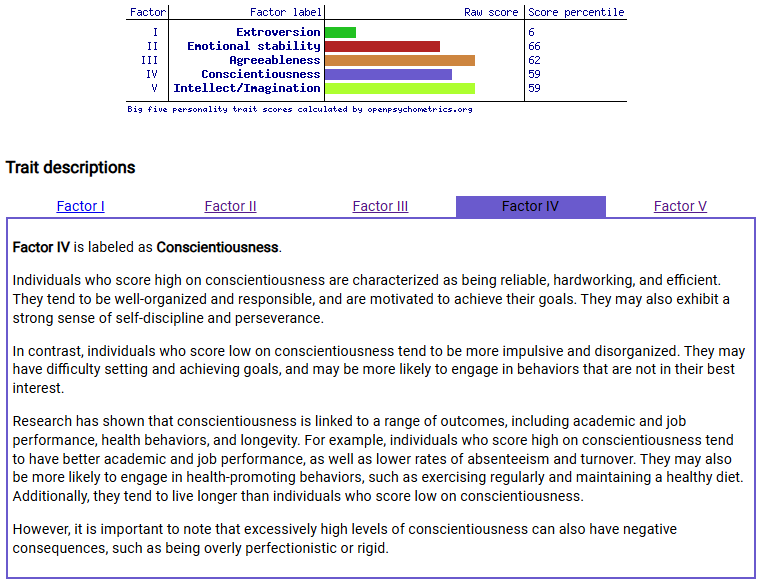 Factor Factor label Raw score Score percentile
I Extroversion 6
II Emotional stability 66
III Agreeableness 62
IV Conscientiousness 59
V Intellect/Imagination 59
Big five personality trait scores calculated by openpsychometrics.org
Trait descriptions
Factor I Factor II Factor III Factor IV Factor V
Factor IV is labeled as Conscientiousness.
Individuals who score high on conscientiousness are characterized as being reliable, hardworking, and efficient.
They tend to be well-organized and responsible, and are motivated to achieve their goals. They may also exhibit a
strong sense of self-discipline and perseverance.
In contrast, individuals who score low on conscientiousness tend to be more impulsive and disorganized. They may
have difficulty setting and achieving goals, and may be more likely to engage in behaviors that are not in their best
interest.
Research has shown that conscientiousness is linked to a range of outcomes, including academic and job
performance, health behaviors, and longevity. For example, individuals who score high on conscientiousness tend
to have better academic and job performance, as well as lower rates of absenteeism and turnover. They may also
be more likely to engage in health-promoting behaviors, such as exercising regularly and maintaining a healthy diet.
Additionally, they tend to live longer than individuals who score low on conscientiousness.
However, it is important to note that excessively high levels of conscientiousness can also have negative
consequences, such as being overly perfectionistic or rigid.